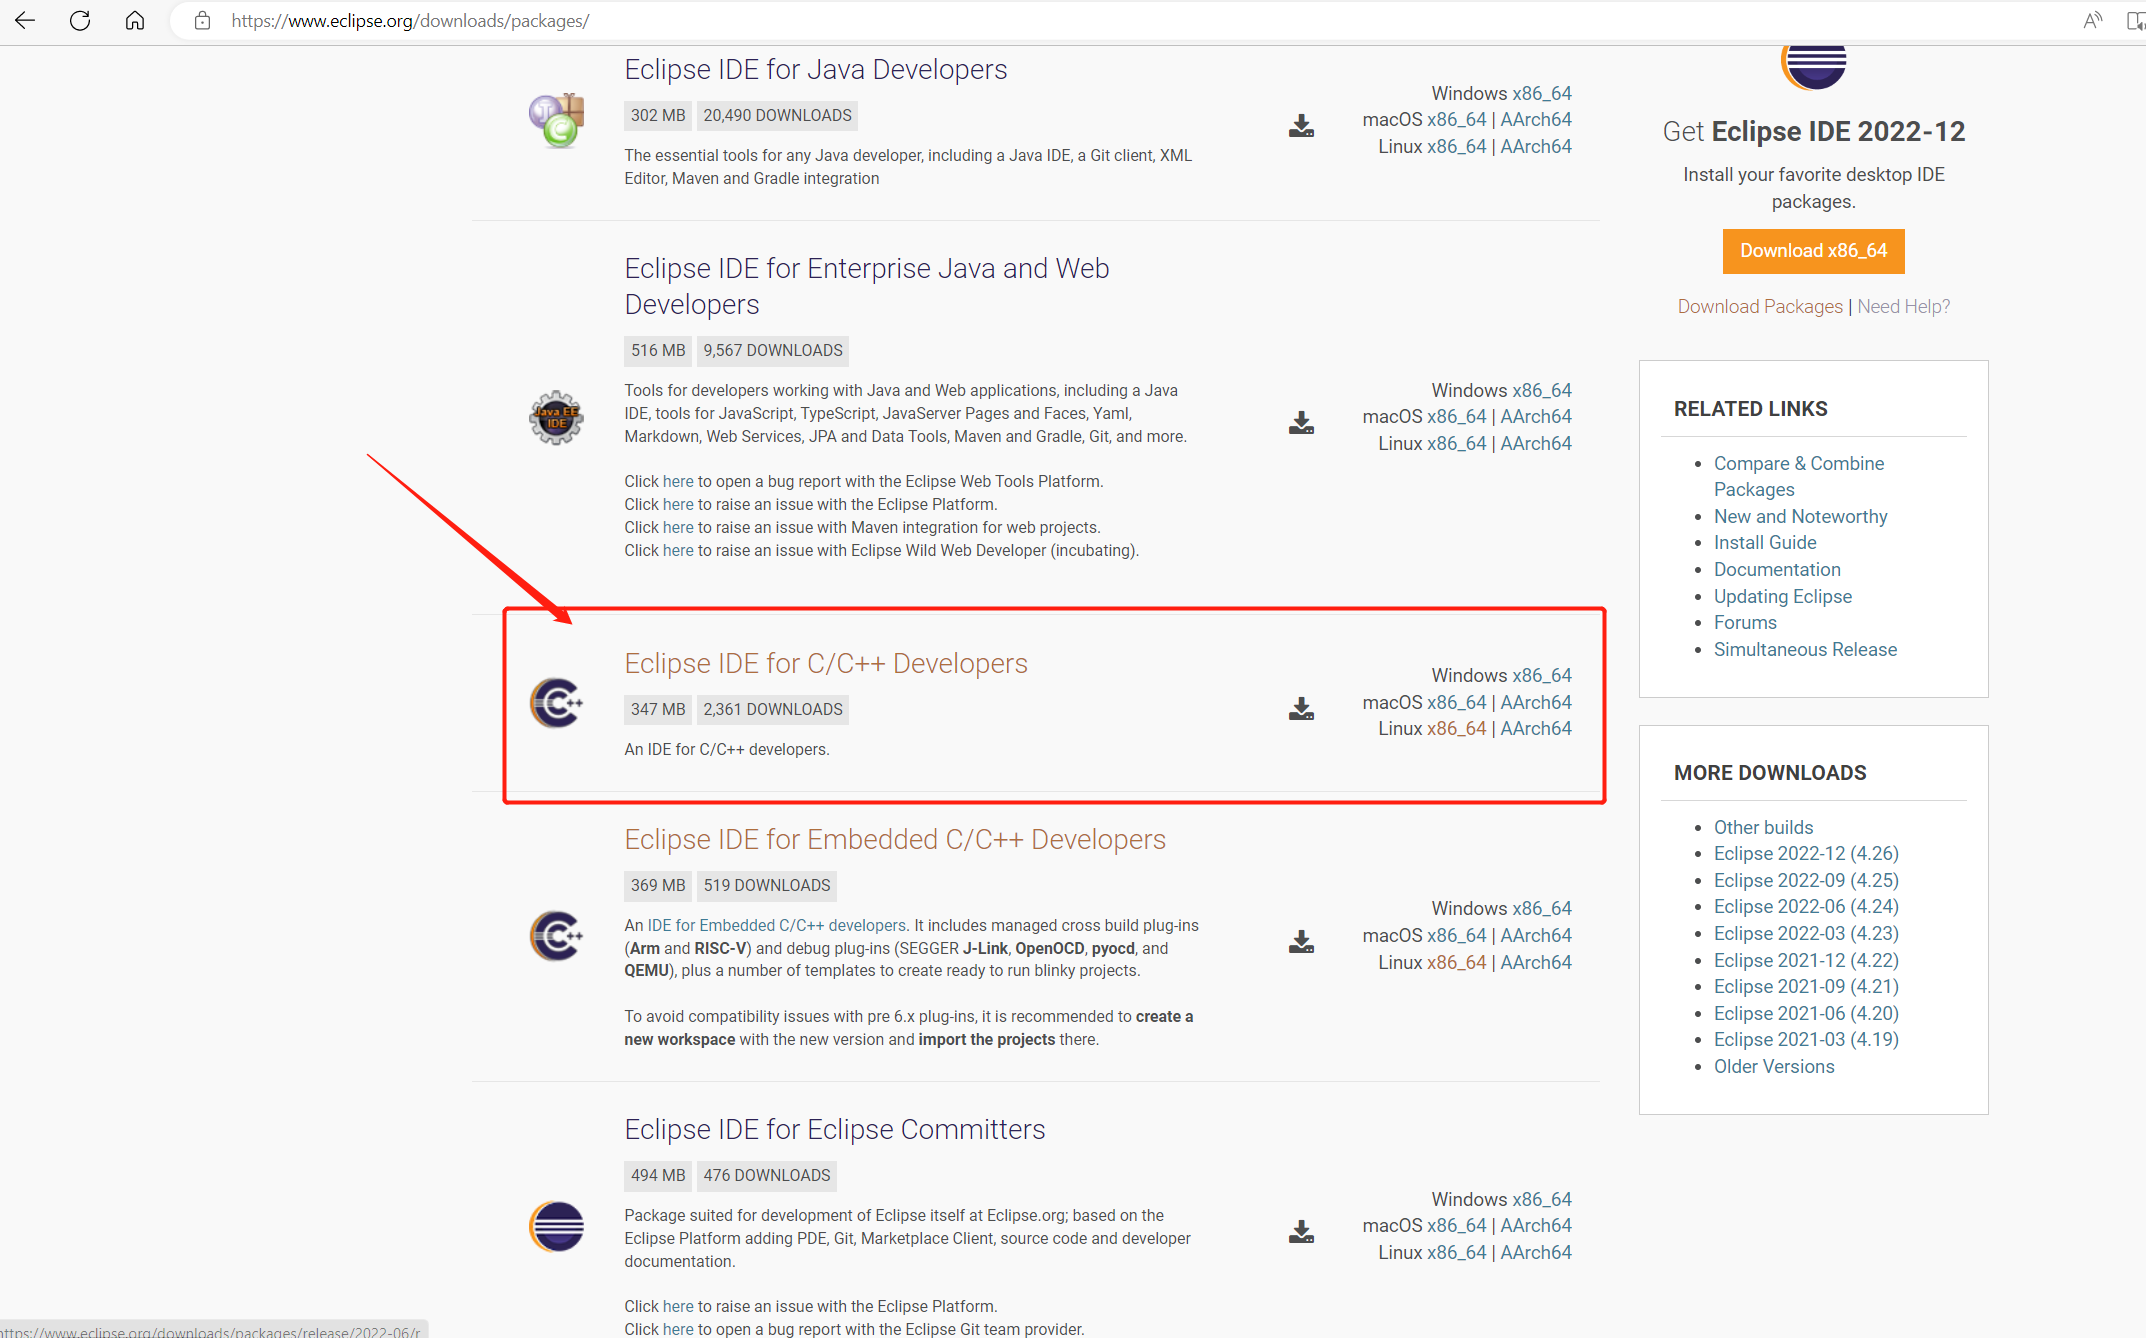 https://www.eclipse.org/downloads/packages/
Eclipse IDE for Java Developers
302 MB 20,490 DOWNLOADS
The essential tools for any Java developer, including a Java IDE, a Git client, XML
Editor, Maven and Gradle integration
Windows x86_64
macOS x86_64 | AArch64
Linux x86_64 | AArch64
Eclipse IDE for Enterprise Java and Web
Developers
516 MB 9,567 DOWNLOADS
Java EE
IDE
Tools for developers working with Java and Web applications, including a Java
IDE, tools for JavaScript, TypeScript, JavaServer Pages and Faces, Yaml,
Markdown, Web Services, JPA and Data Tools, Maven and Gradle, Git, and more.
Click here to open a bug report with the Eclipse Web Tools Platform.
Click here to raise an issue with the Eclipse Platform.
Click here to raise an issue with Maven integration for web projects.
Click here to raise an issue with Eclipse Wild Web Developer (incubating).
Windows x86_64
macOS x86_64 | AArch64
Linux x86_64 | AArch64
Eclipse IDE for C/C++ Developers
347 MB 2,361 DOWNLOADS
An IDE for C/C++ developers.
Windows x86_64
macOS x86_64 | AArch64
Linux x86_64 | AArch64
Eclipse IDE for Embedded C/C++ Developers
369 MB 519 DOWNLOADS
An IDE for Embedded C/C++ developers. It includes managed cross build plug-ins
(Arm and RISC-V) and debug plug-ins (SEGGER J-Link, OpenOCD, pyocd, and
QEMU), plus a number of templates to create ready to run blinky projects.
To avoid compatibility issues with pre 6.x plug-ins, it is recommended to create a
new workspace with the new version and import the projects there.
Windows x86_64
macOS x86_64 | AArch64
Linux x86_64 | AArch64
Eclipse IDE for Eclipse Committers
494 MB 476 DOWNLOADS
Package suited for development of Eclipse itself at Eclipse.org; based on the
Eclipse Platform adding PDE, Git, Marketplace Client, source code and developer
documentation.
Click here to raise an issue with the Eclipse Platform.
Click here to open a bug report with the Eclipse Git team provider.
Windows x86_64
macOS x86_64 | AArch64
Linux x86_64 | AArch64
Get Eclipse IDE 2022-12
Install your favorite desktop IDE
packages.
Download x86_64
Download Packages | Need Help?
RELATED LINKS
Compare & Combine
Packages
New and Noteworthy
Install Guide
Documentation
Updating Eclipse
Forums
Simultaneous Release
MORE DOWNLOADS
Other builds
Eclipse 2022-12 (4.26)
Eclipse 2022-09 (4.25)
Eclipse 2022-06 (4.24)
Eclipse 2022-03 (4.23)
Eclipse 2021-12 (4.22)
Eclipse 2021-09 (4.21)
Eclipse 2021-06 (4.20)
Eclipse 2021-03 (4.19)
Older Versions
https://www.eclipse.org/downloads/packages/release/2022-06/r